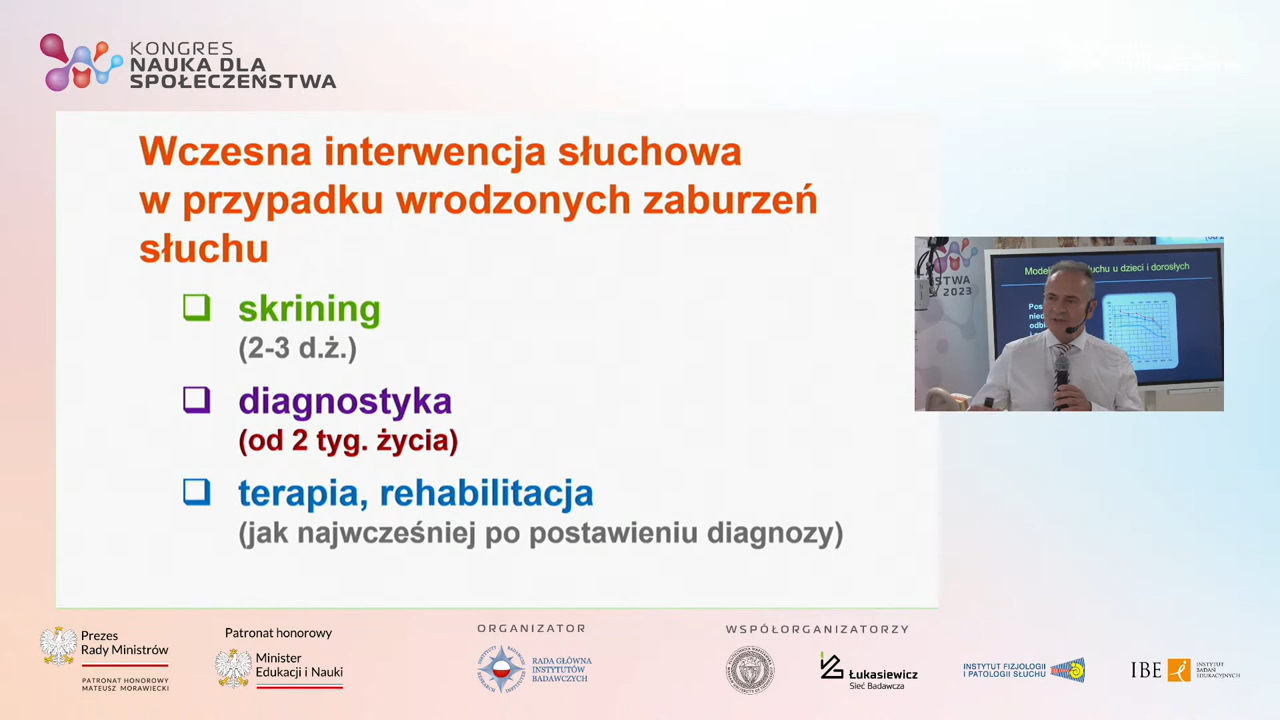 KONGRES
NAUKA DLA
SPOŁECZEŃSTWA
Wczesna interwencja słuchowa
w przypadku wrodzonych zaburzeń
słuchu
skrining
(2-3 d.ż.)
diagnostyka
(od 2 tyg. życia)
terapia, rehabilitacja
(jak najwcześniej po postawieniu diagnozy)
słuchu u dzieci i dorosłych
2023
Prezes
Rady Ministrów
PATRONAT HONOROWY
MATEUSZ MORAWIECKI
Patronat honorowy
Minister
Edukacji i Nauki
ORGANIZATOR
RADA GŁÓWNA
INSTYTUTÓW
BADAWCZYCH
WSPÓŁORGANIZATORZY
Łukasiewicz
Sieć Badawcza
INSTYTUT FIZJOLOGII
I PATOLOGII SŁUCHU
IBE
INSTYTUT
BADAŃ
EDUKACYJNYCH